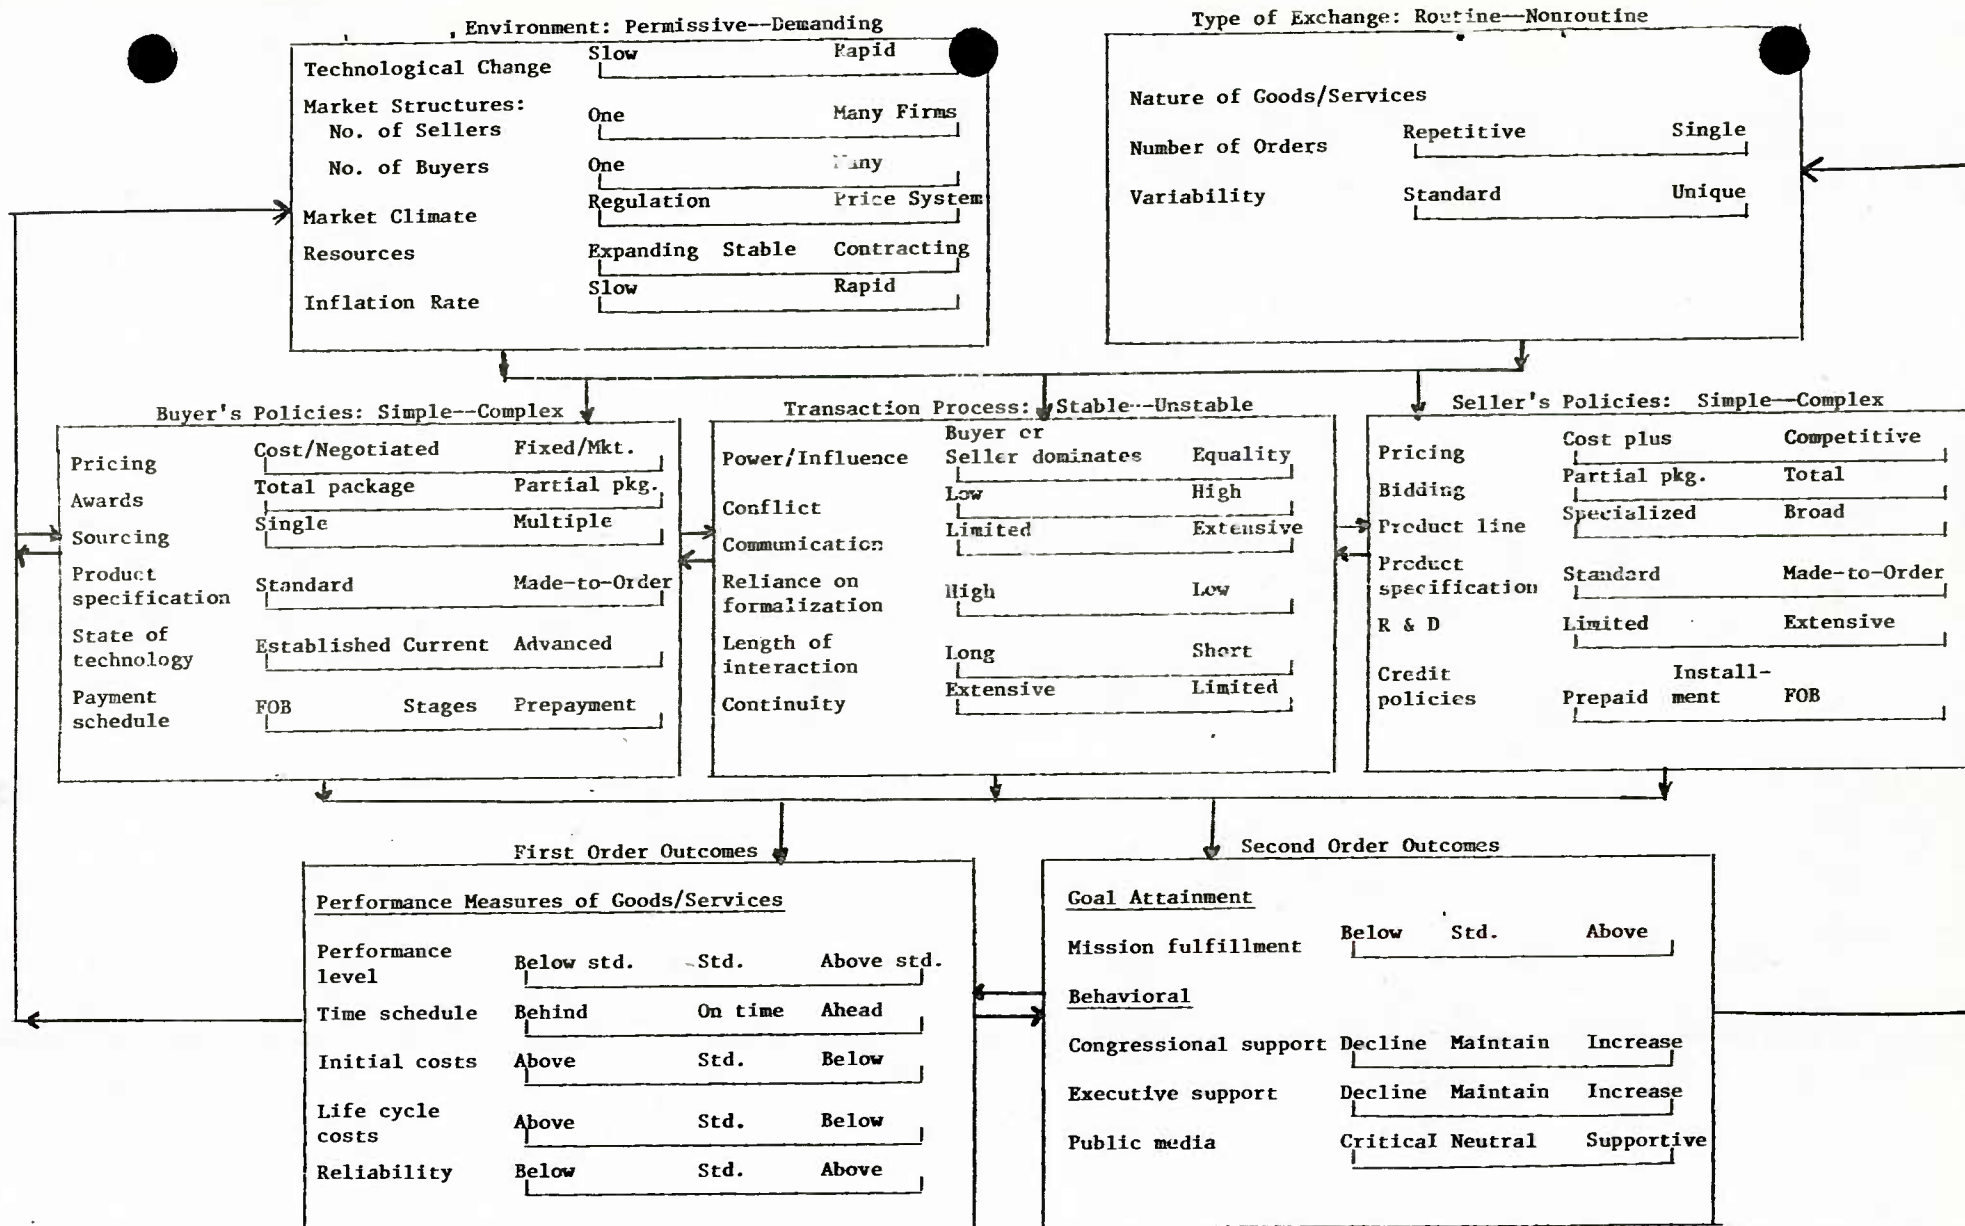 Environment: Permissive--Demanding
Technological Change Slow Rapid
Market Structures:
No. of Sellers One Many Firms
No. of Buyers One Many
Market Climate Regulation Price System
Resources Expanding Stable Contracting
Inflation Rate Slow Rapid
Type of Exchange: Routine--Nonroutine
Nature of Goods/Services
Number of Orders Repetitive Single
Variability Standard Unique
Buyer's Policies: Simple--Complex
Pricing Cost/Negotiated Fixed/Mkt.
Awards Total package Partial pkg.
Sourcing Single Multiple
Product
specification Standard Made-to-Order
State of
technology Established Current Advanced
Payment
schedule FOB Stages Prepayment
Transaction Process: Stable--Unstable
Buyer or
Power/Influence Seller dominates Equality
Conflict Low High
Communication Limited Extensive
Reliance on
formalization High Low
Length of
interaction Long Short
Continuity Extensive Limited
Seller's Policies: Simple--Complex
Pricing Cost plus Competitive
Bidding Partial pkg. Total
Product line Specialized Broad
Product
specification Standard Made-to-Order
R & D Limited Extensive
Credit Install-
policies Prepaid ment FOB
First Order Outcomes
Performance Measures of Goods/Services
Performance
level Below std. Std. Above std.
Time schedule Behind On time Ahead
Initial costs Above Std. Below
Life cycle
costs Above Std. Below
Reliability Below Std. Above
Second Order Outcomes
Goal Attainment
Mission fulfillment Below Std. Above
Behavioral
Congressional support Decline Maintain Increase
Executive support Decline Maintain Increase
Public media Critical Neutral Supportive